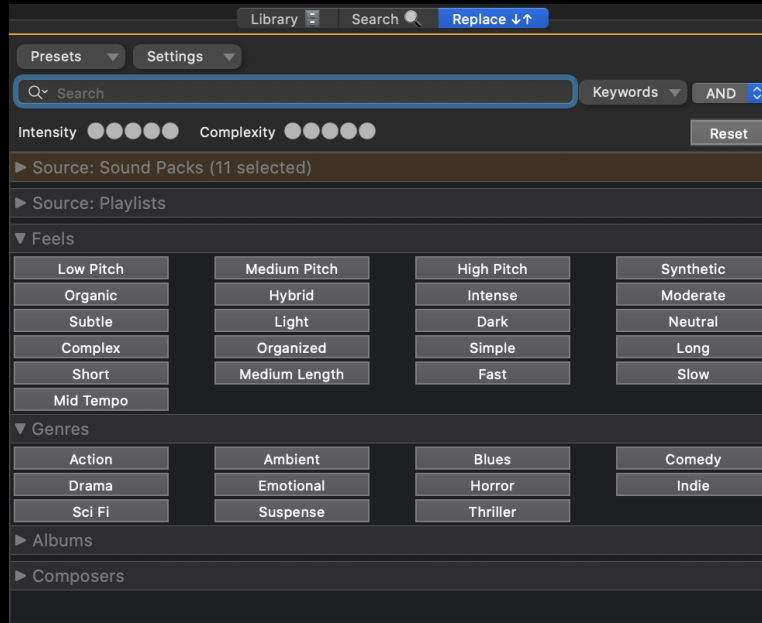 Library Search Replace ↓↑
Presets Settings
Search Keywords AND
Intensity Complexity Reset
Source: Sound Packs (11 selected)
Source: Playlists
Feels
Low Pitch Medium Pitch High Pitch Synthetic
Organic Hybrid Intense Moderate
Subtle Light Dark Neutral
Complex Organized Simple Long
Short Medium Length Fast Slow
Mid Tempo
Genres
Action Ambient Blues Comedy
Drama Emotional Horror Indie
Sci Fi Suspense Thriller
Albums
Composers